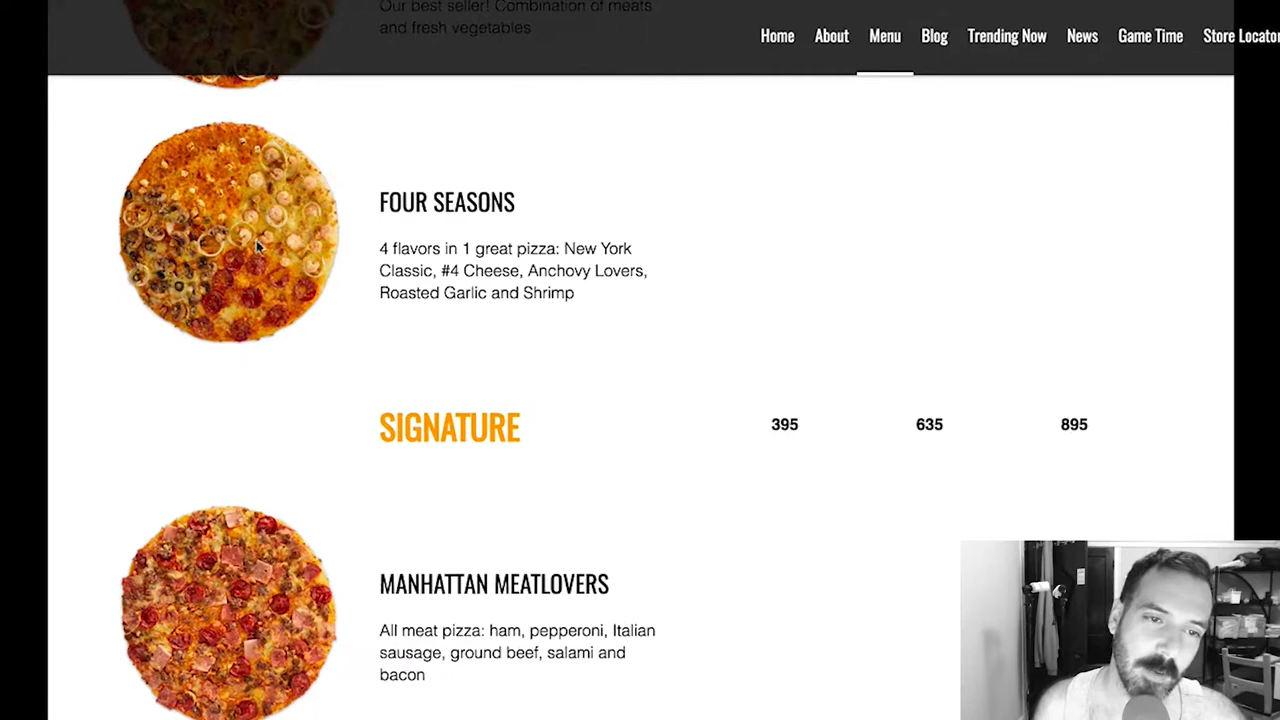 Our best seller! Combination of meats
and fresh vegetables
Home About Menu Blog Trending Now News Game Time Store Locator
FOUR SEASONS
4 flavors in 1 great pizza: New York
Classic, #4 Cheese, Anchovy Lovers,
Roasted Garlic and Shrimp
SIGNATURE 395 635 895
MANHATTAN MEATLOVERS
All meat pizza: ham, pepperoni, Italian
sausage, ground beef, salami and
bacon